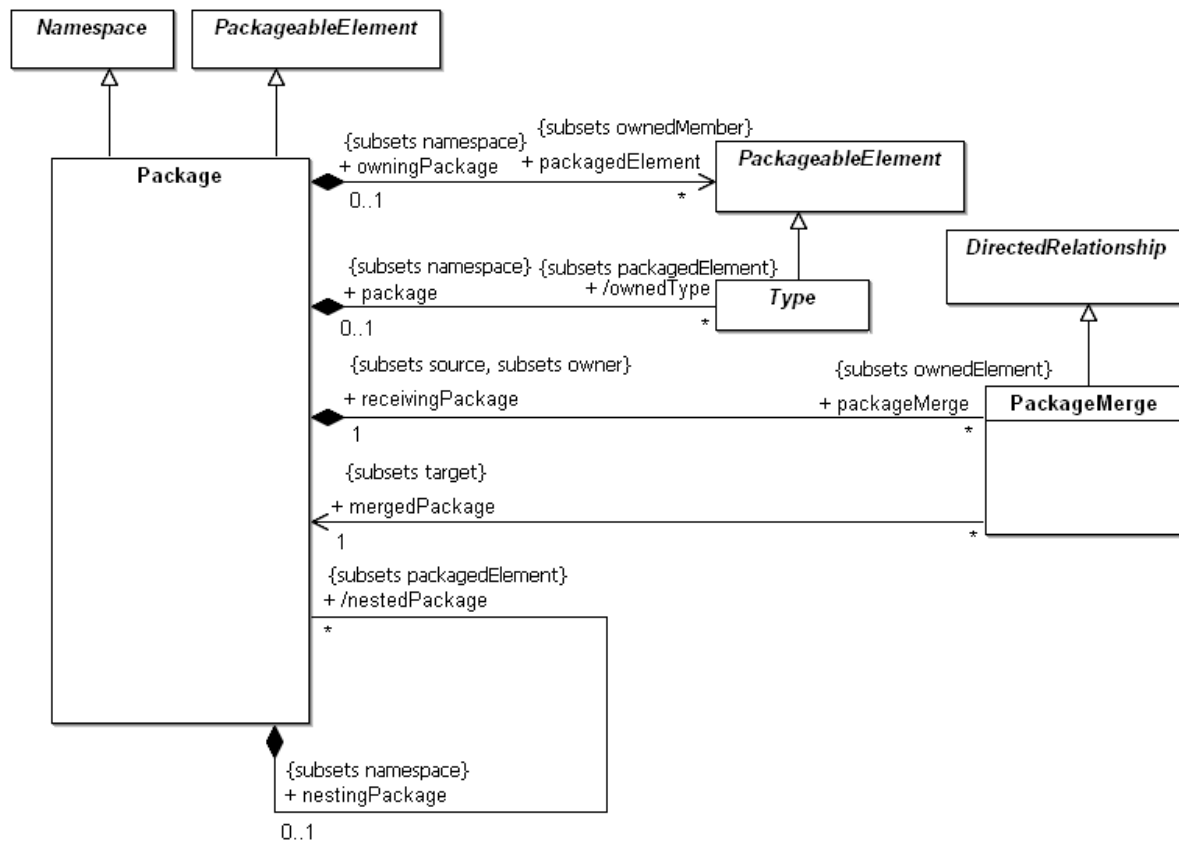 Namespace
PackageableElement
{subsets namespace}
+ owningPackage
0..1
{subsets ownedMember}
+ packagedElement
*
PackageableElement
Package
DirectedRelationship
{subsets namespace}
+ package
0..1
{subsets packagedElement}
+ /ownedType
*
Type
{subsets source, subsets owner}
+ receivingPackage
1
{subsets ownedElement}
+ packageMerge
*
PackageMerge
{subsets target}
+ mergedPackage
1
*
{subsets packagedElement}
+ /nestedPackage
*
{subsets namespace}
+ nestingPackage
0..1